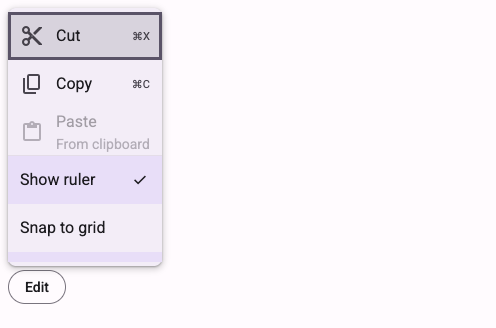 Cut ⌘X
Copy ⌘C
Paste
From clipboard
Show ruler
Snap to grid
Edit